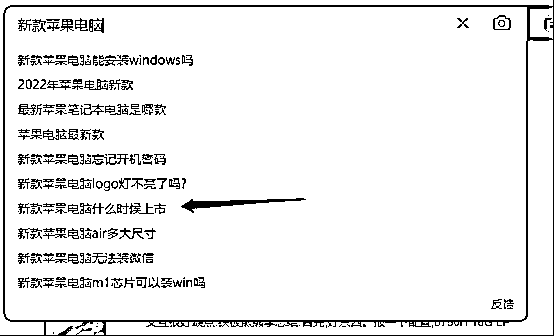 新款苹果电脑
新款苹果电脑能安装windows吗
2022年苹果电脑新款
最新苹果笔记本电脑是哪款
苹果电脑最新款
新款苹果电脑忘记开机密码
新款苹果电脑logo灯不亮了吗?
新款苹果电脑什么时候上市
新款苹果电脑air多大尺寸
新款苹果电脑无法装微信
新款苹果电脑m1芯片可以装win吗
反馈